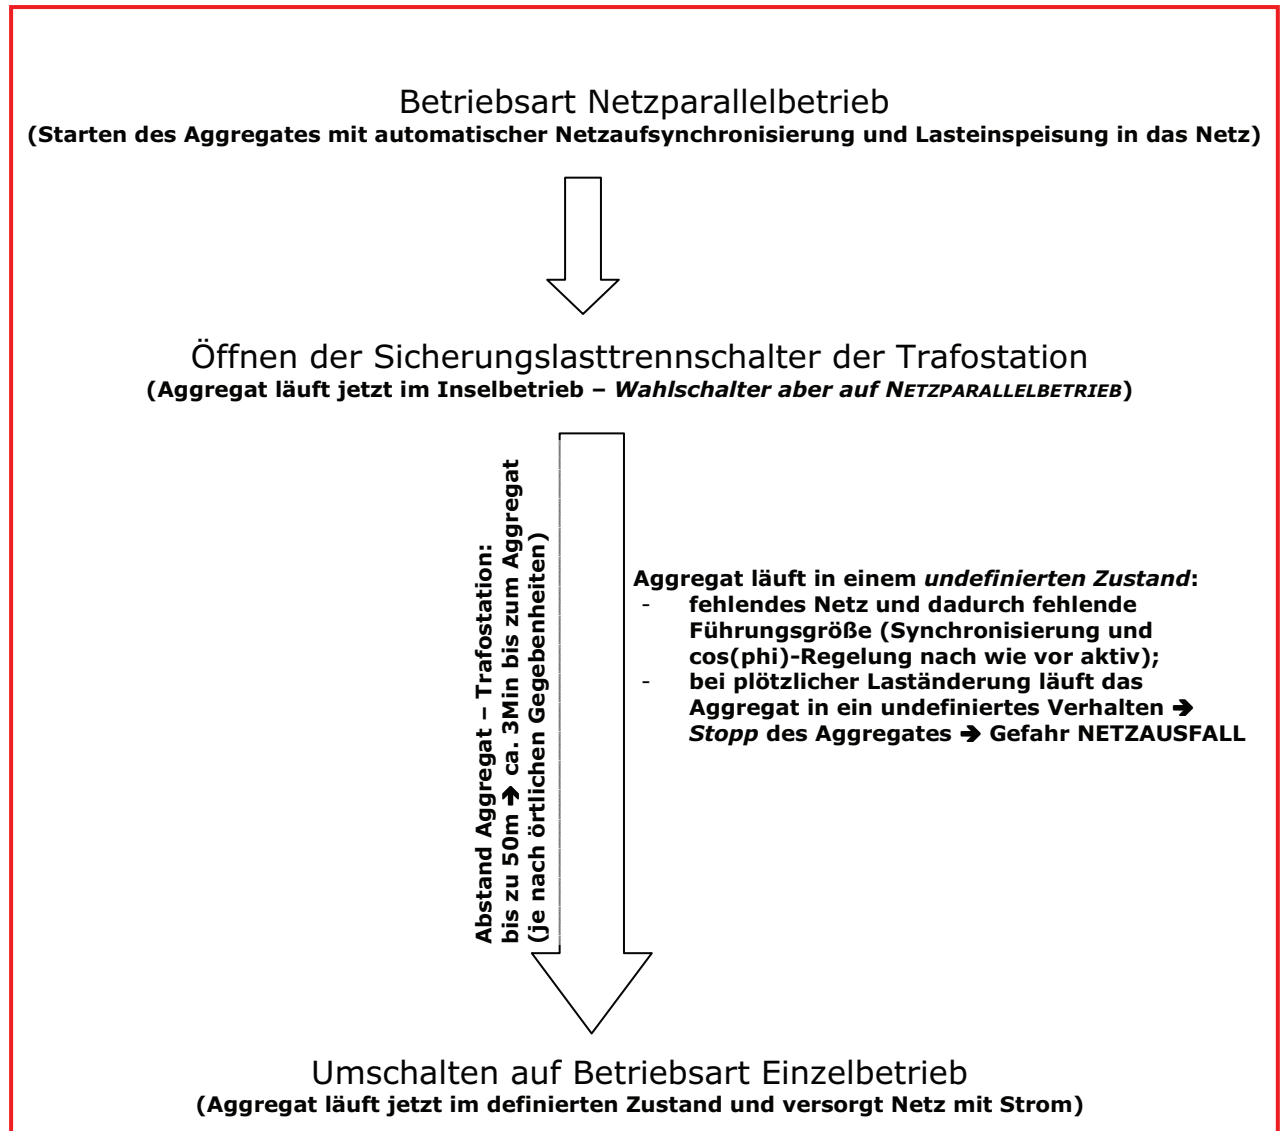 Betriebsart Netzparallelbetrieb
(Starten des Aggregates mit automatischer Netzaufsynchronisierung und Lasteinspeisung in das Netz)
Öffnen der Sicherungslasttrennschalter der Trafostation
(Aggregat läuft jetzt im Inselbetrieb – Wahlschalter aber auf NETZPARALLELBETRIEB)
Abstand Aggregat – Trafostation:
bis zu 50m ➔ ca. 3Min bis zum Aggregat
(je nach örtlichen Gegebenheiten)
Aggregat läuft in einem undefinierten Zustand:
- fehlendes Netz und dadurch fehlende
Führungsgröße (Synchronisierung und
cos(phi)-Regelung nach wie vor aktiv);
- bei plötzlicher Laständerung läuft das
Aggregat in ein undefiniertes Verhalten ➔
Stopp des Aggregates ➔ Gefahr NETZAUSFALL
Umschalten auf Betriebsart Einzelbetrieb
(Aggregat läuft jetzt im definierten Zustand und versorgt Netz mit Strom)